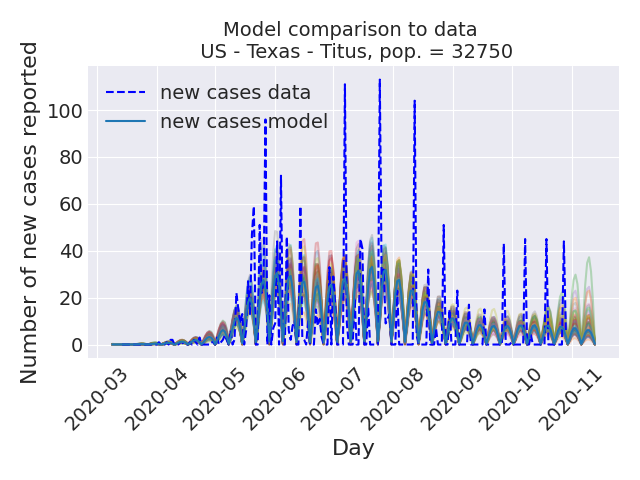 Model comparison to data
US - Texas - Titus, pop. = 32750
Number of new cases reported
100
80
60
40
20
0
new cases data
new cases model
2020-03
2020-04
2020-05
2020-06
2020-07
2020-08
2020-09
2020-10
2020-11
Day